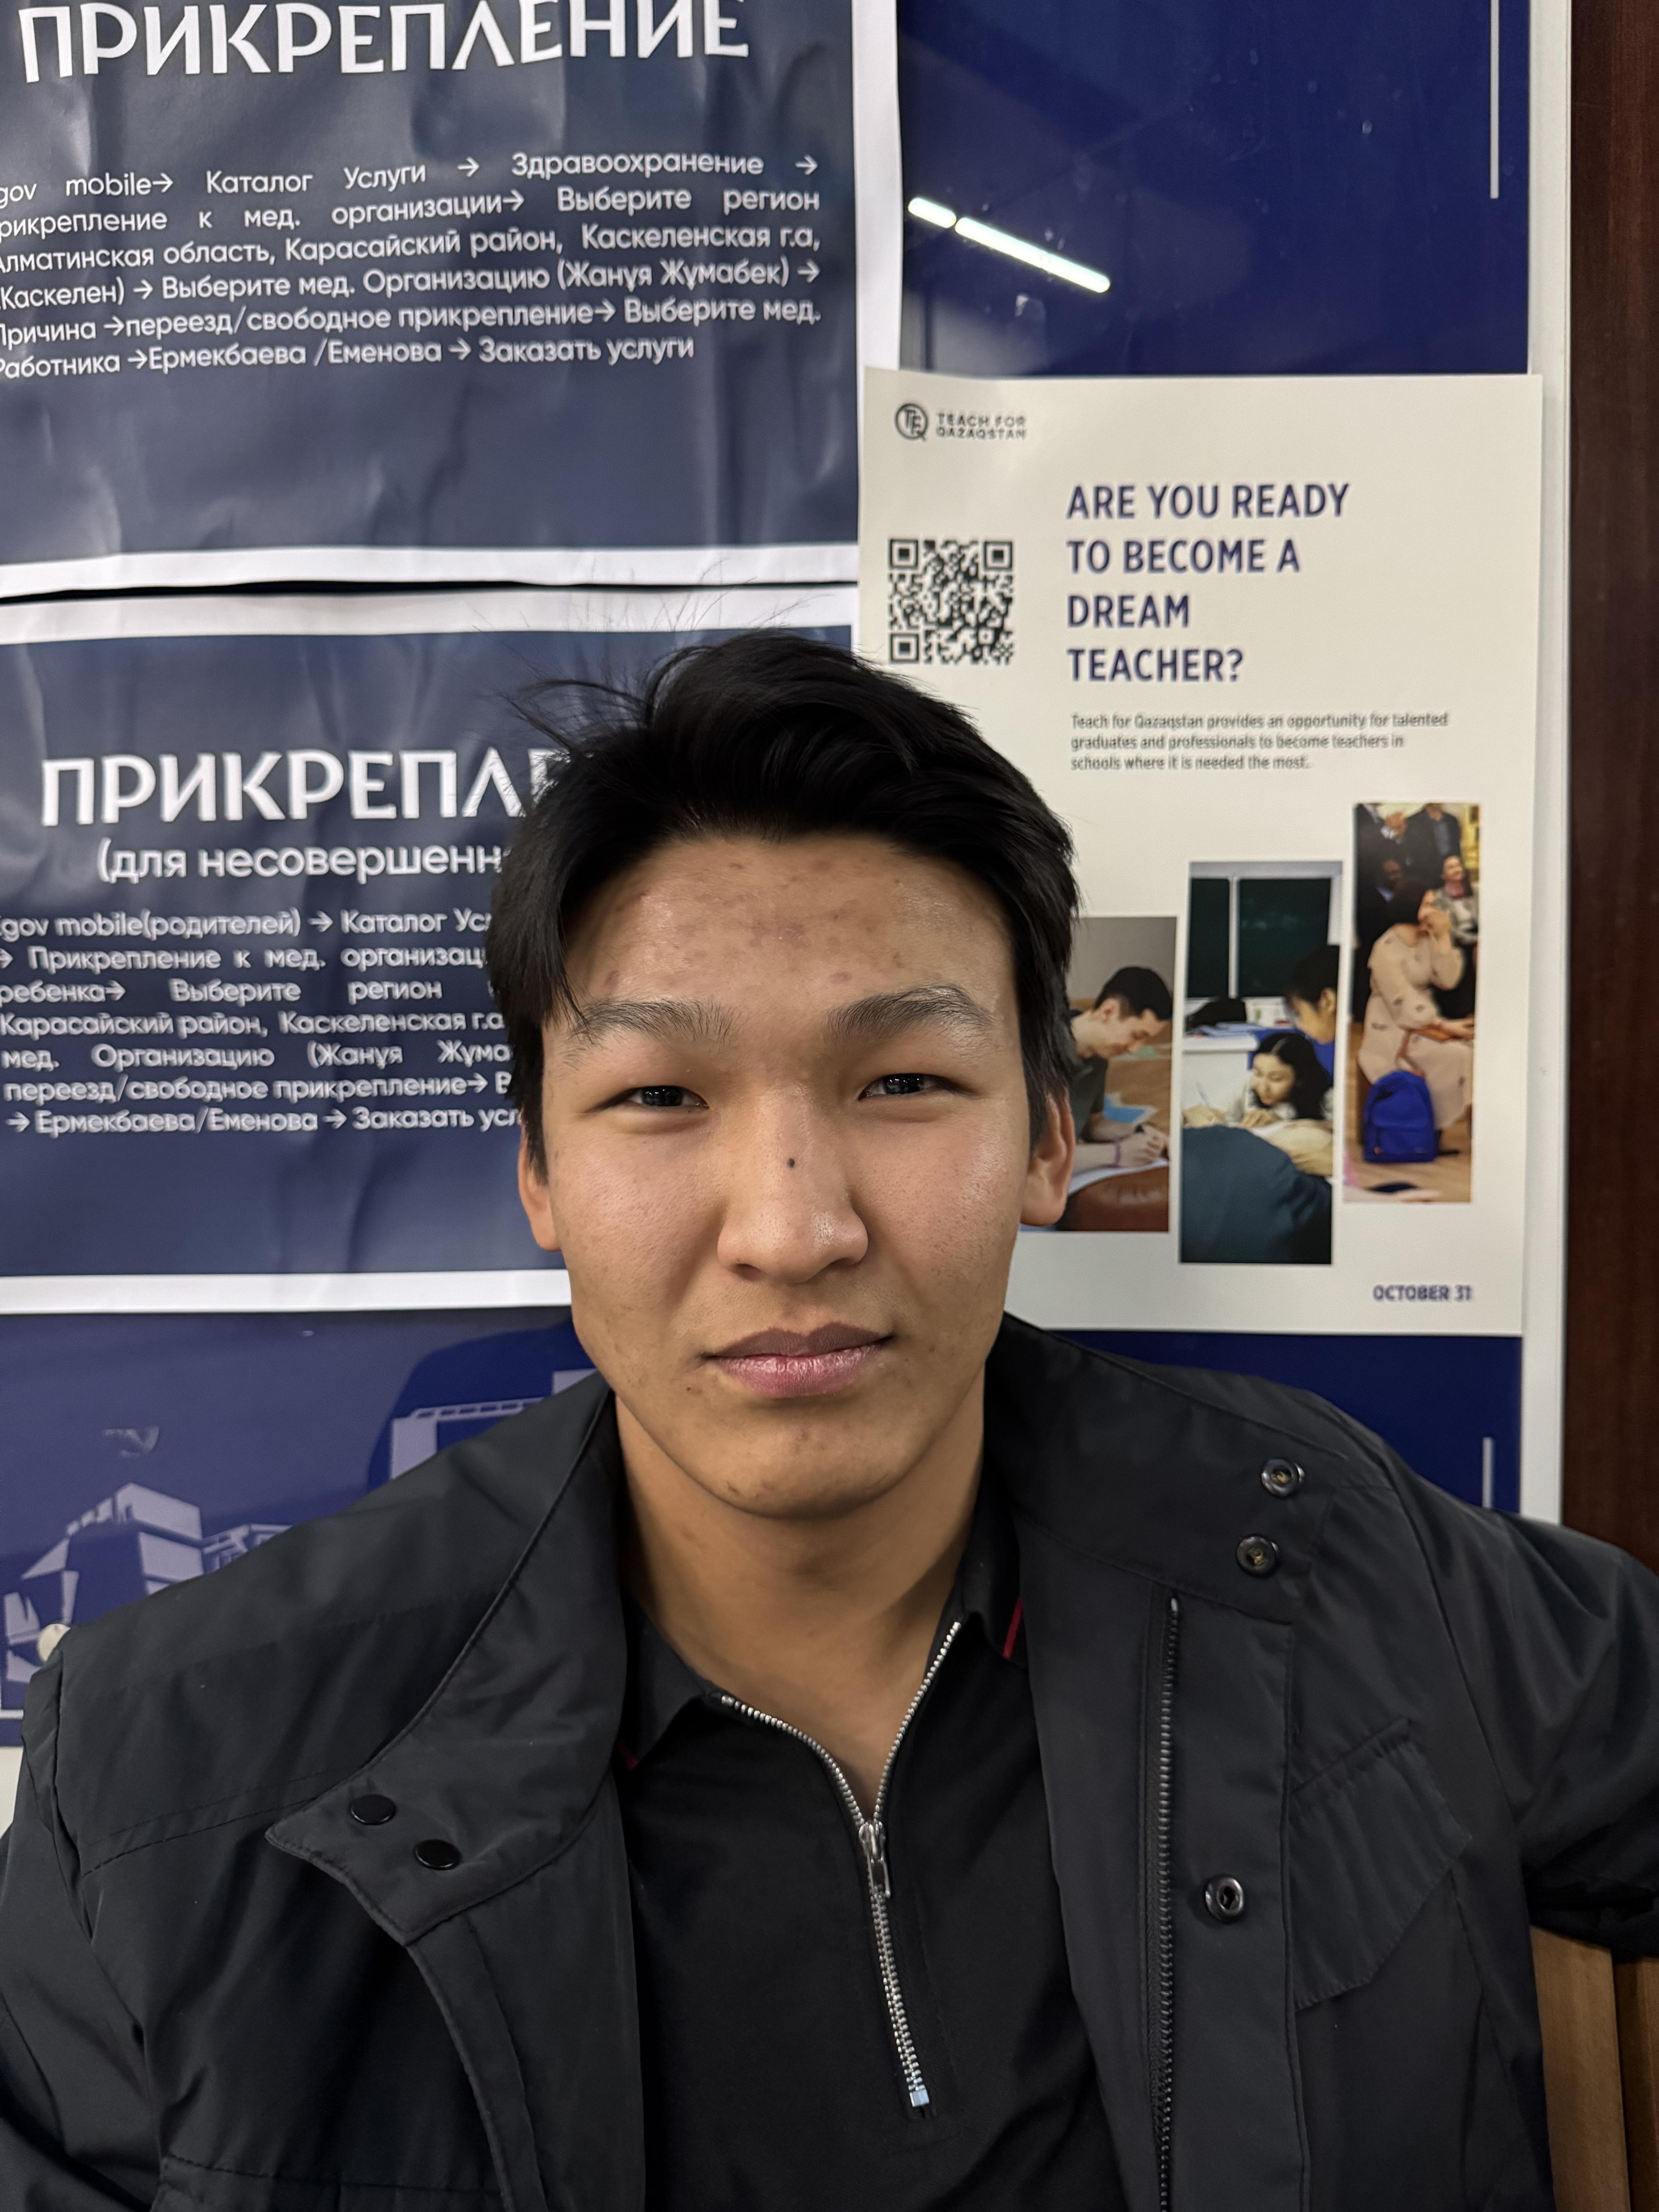 ПРИКРЕПЛЕНИЕ
gov mobile→ Каталог Услуги → Здравоохранение →
рикрепление к мед. организации→ Выберите регион
Алматинская область, Карасайский район, Каскеленская г.а,
Каскелен) → Выберите мед. Организацию (Жануя Жұмабек) →
Причина →переезд/свободное прикрепление→ Выберите мед.
Работника →Ермекбаева /Еменова → Заказать услуги
ПРИКРЕПЛЕ
(для несовершенн
gov mobile(родителей) → Каталог Усл
→ Прикрепление к мед. организац
ребенка→ Выберите регион
Карасайский район, Каскеленская г.а
мед. Организацию (Жануя Жұма
переезд/свободное прикрепление→ В
→ Ермекбаева/Еменова → Заказать усл
TEACH FOR
QAZAQSTAN
ARE YOU READY
TO BECOME A
DREAM
TEACHER?
Teach for Qazaqstan provides an opportunity for talented
graduates and professionals to become teachers in
schools where it is needed the most.
OCTOBER 31